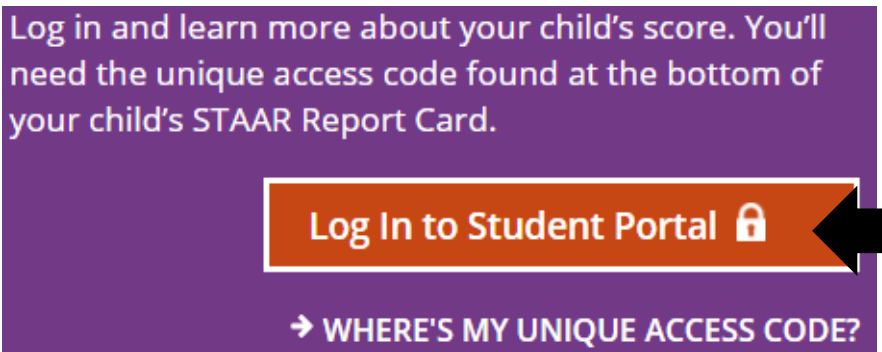 Log in and learn more about your child’s score. You’ll
need the unique access code found at the bottom of
your child’s STAAR Report Card.
Log In to Student Portal
WHERE'S MY UNIQUE ACCESS CODE?